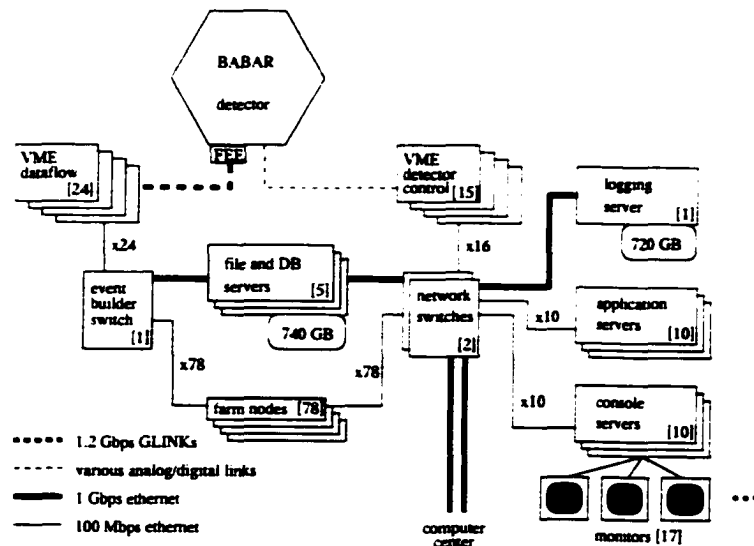 BABAR
detector
FEE
VME
dataflow
[24]
VME
detector
control
[15]
logging
server
[1]
720 GB
x24
x16
event
builder
switch
[1]
file and DB
servers
[5]
740 GB
network
switches
[2]
x10
application
servers
[10]
x78
x78
farm nodes [78]
x10
console
servers
[10]
1.2 Gbps GLINKs
various analog/digital links
1 Gbps ethernet
100 Mbps ethernet
computer
center
monitors [17]